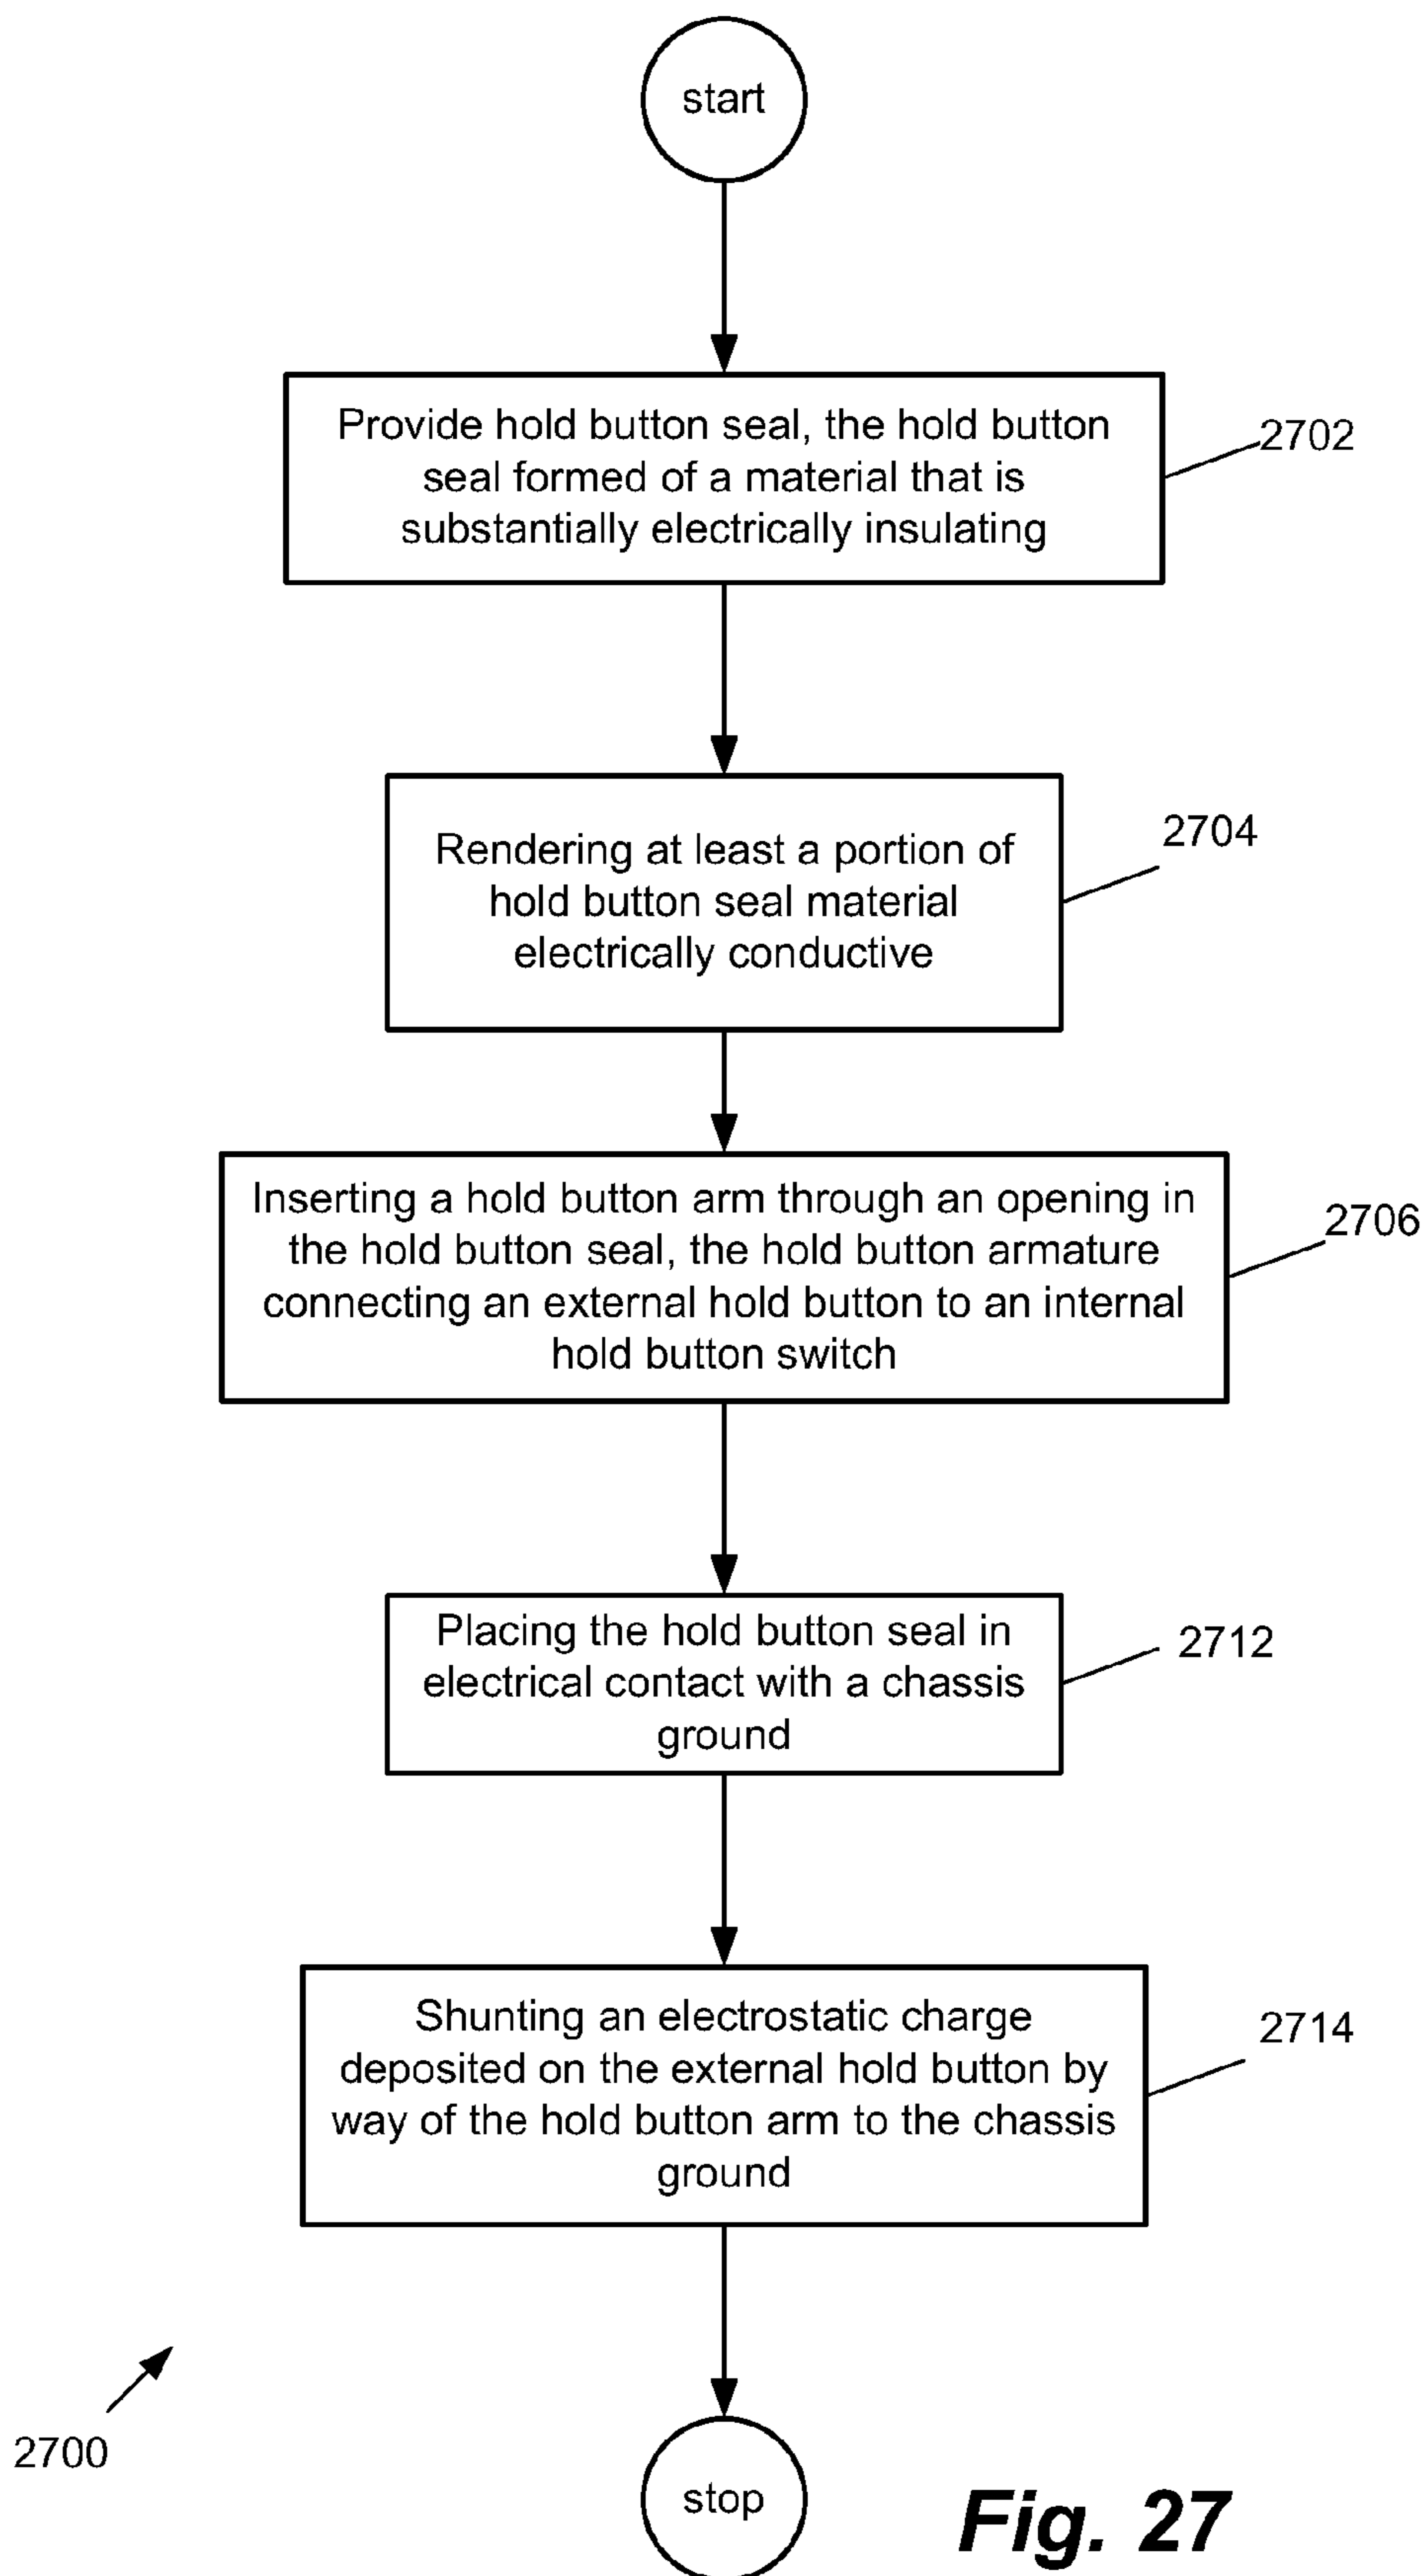 start
Provide hold button seal, the hold button
seal formed of a material that is
substantially electrically insulating
2702
Rendering at least a portion of
hold button seal material
electrically conductive
2704
Inserting a hold button arm through an opening in
the hold button seal, the hold button armature
connecting an external hold button to an internal
hold button switch
2706
Placing the hold button seal in
electrical contact with a chassis
ground
2712
Shunting an electrostatic charge
deposited on the external hold button by
way of the hold button arm to the chassis
ground
2714
2700
stop
Fig. 27